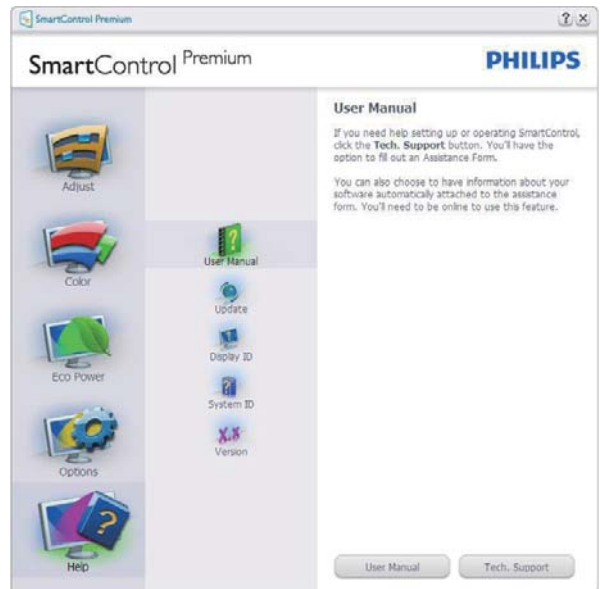 SmartControl Premium
? X
SmartControl Premium
PHILIPS
Adjust
Color
Eco Power
Options
Help
User Manual
Update
Display ID
System ID
X.X
Version
User Manual
If you need help setting up or operating SmartControl,
click the Tech. Support button. You'll have the
option to fill out an Assistance Form.
You can also choose to have information about your
software automatically attached to the assistance
form. You'll need to be online to use this feature.
User Manual
Tech. Support